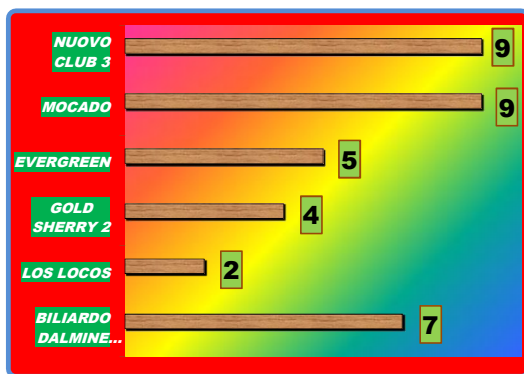 NUOVO
CLUB 3
9
MOCADO
9
EVERGREEN
5
GOLD
SHERRY 2
4
LOS LOCOS
2
BILIARDO
DALMINE...
7